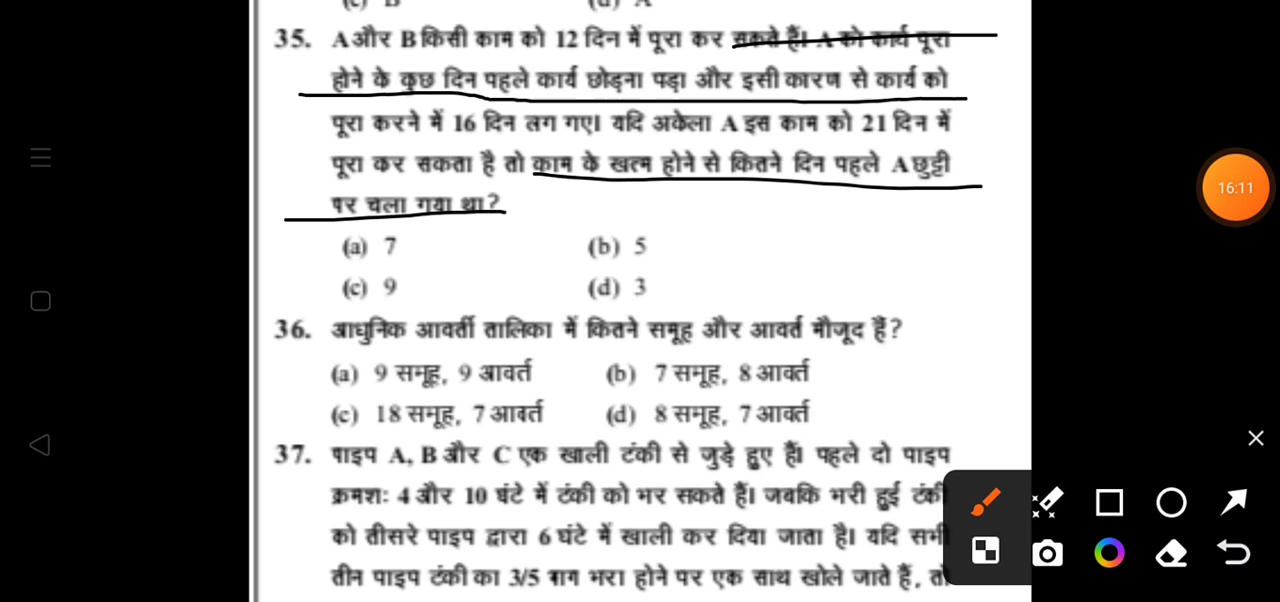 35. A और B किसी काम को 12 दिन में पूरा कर सकते हैं। A को कार्य पूरा
होने के कुछ दिन पहले कार्य छोड़ना पड़ा और इसी कारण से कार्य को
पूरा करने में 16 दिन लग गए। यदि अकेला A इस काम को 21 दिन में
पूरा कर सकता है तो काम के खत्म होने से कितने दिन पहले A छुट्टी
पर चला गया था?
(a) 7 (b) 5
(c) 9 (d) 3
36. आधुनिक आवर्ती तालिका में कितने समूह और आवर्त मौजूद हैं?
(a) 9 समूह, 9 आवर्त (b) 7 समूह, 8 आवर्त
(c) 18 समूह, 7 आवर्त (d) 8 समूह, 7 आवर्त
37. पाइप A, B और C एक खाली टंकी से जुड़े हुए हैं। पहले दो पाइप
क्रमशः 4 और 10 घंटे में टंकी को भर सकते हैं। जबकि भरी हुई टंकी
को तीसरे पाइप द्वारा 6 घंटे में खाली कर दिया जाता है। यदि सभी
तीन पाइप टंकी का 3/5 भाग भरा होने पर एक साथ खोले जाते हैं, तो
16:11